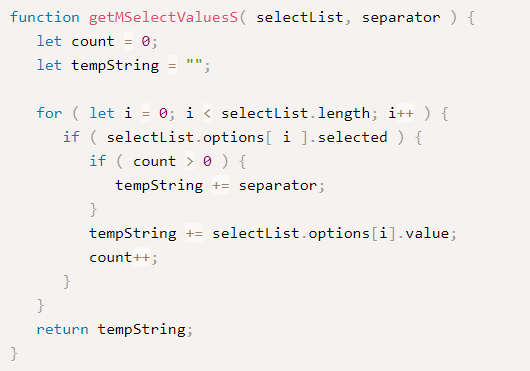 function getMSelectValuesS( selectList, separator ) {
   let count = 0;
   let tempString = "";

   for ( let i = 0; i < selectList.length; i++ ) {
      if ( selectList.options[ i ].selected ) {
         if ( count > 0 ) {
            tempString += separator;
         }
         tempString += selectList.options[i].value;
         count++;
      }
   }
   return tempString;
}